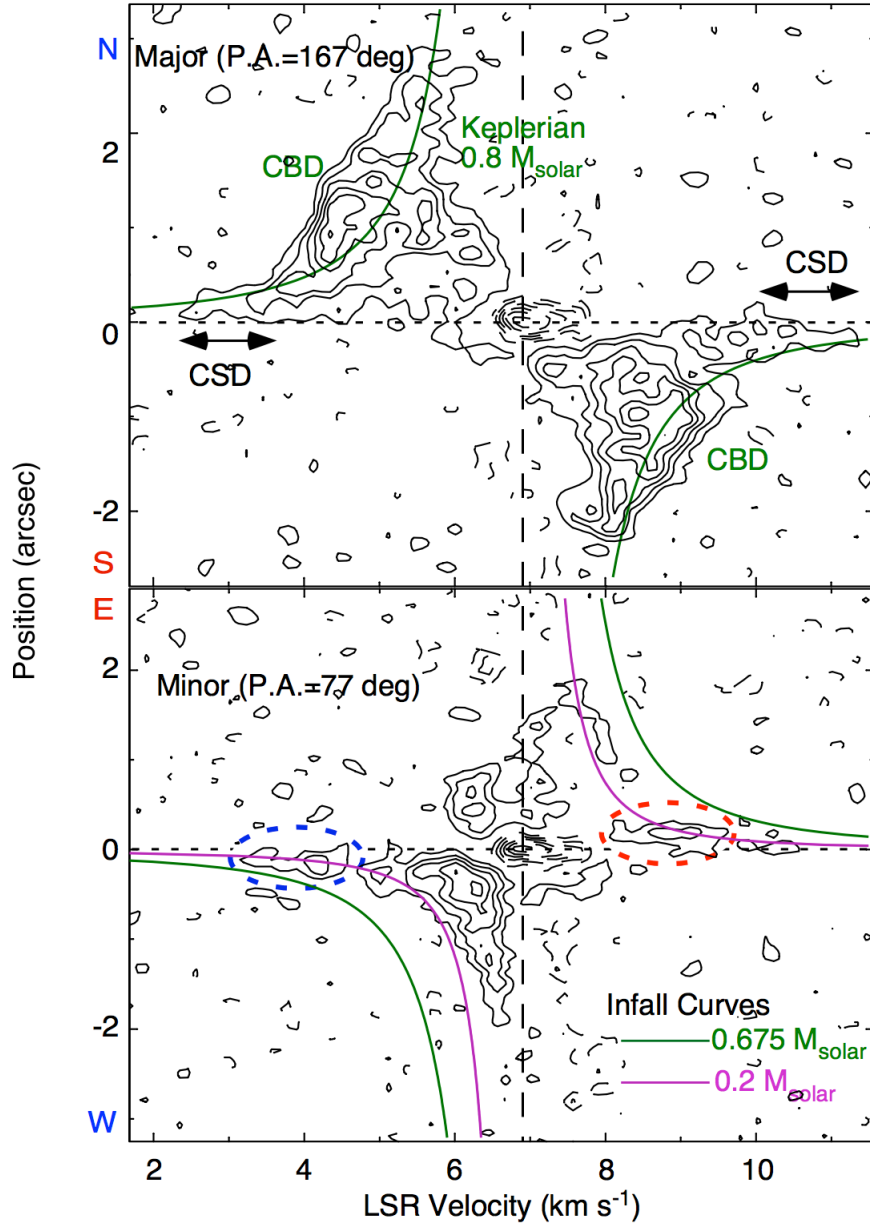 N
Major (P.A.=167 deg)
Keplerian
0.8 M_solar
CBD
2
CSD
0
CSD
CBD
-2
S
Position (arcsec)
E
2
Minor (P.A.=77 deg)
0
-2
Infall Curves
0.675 M_solar
0.2 M_solar
W
2 4 6 8 10
LSR Velocity (km s⁻¹)